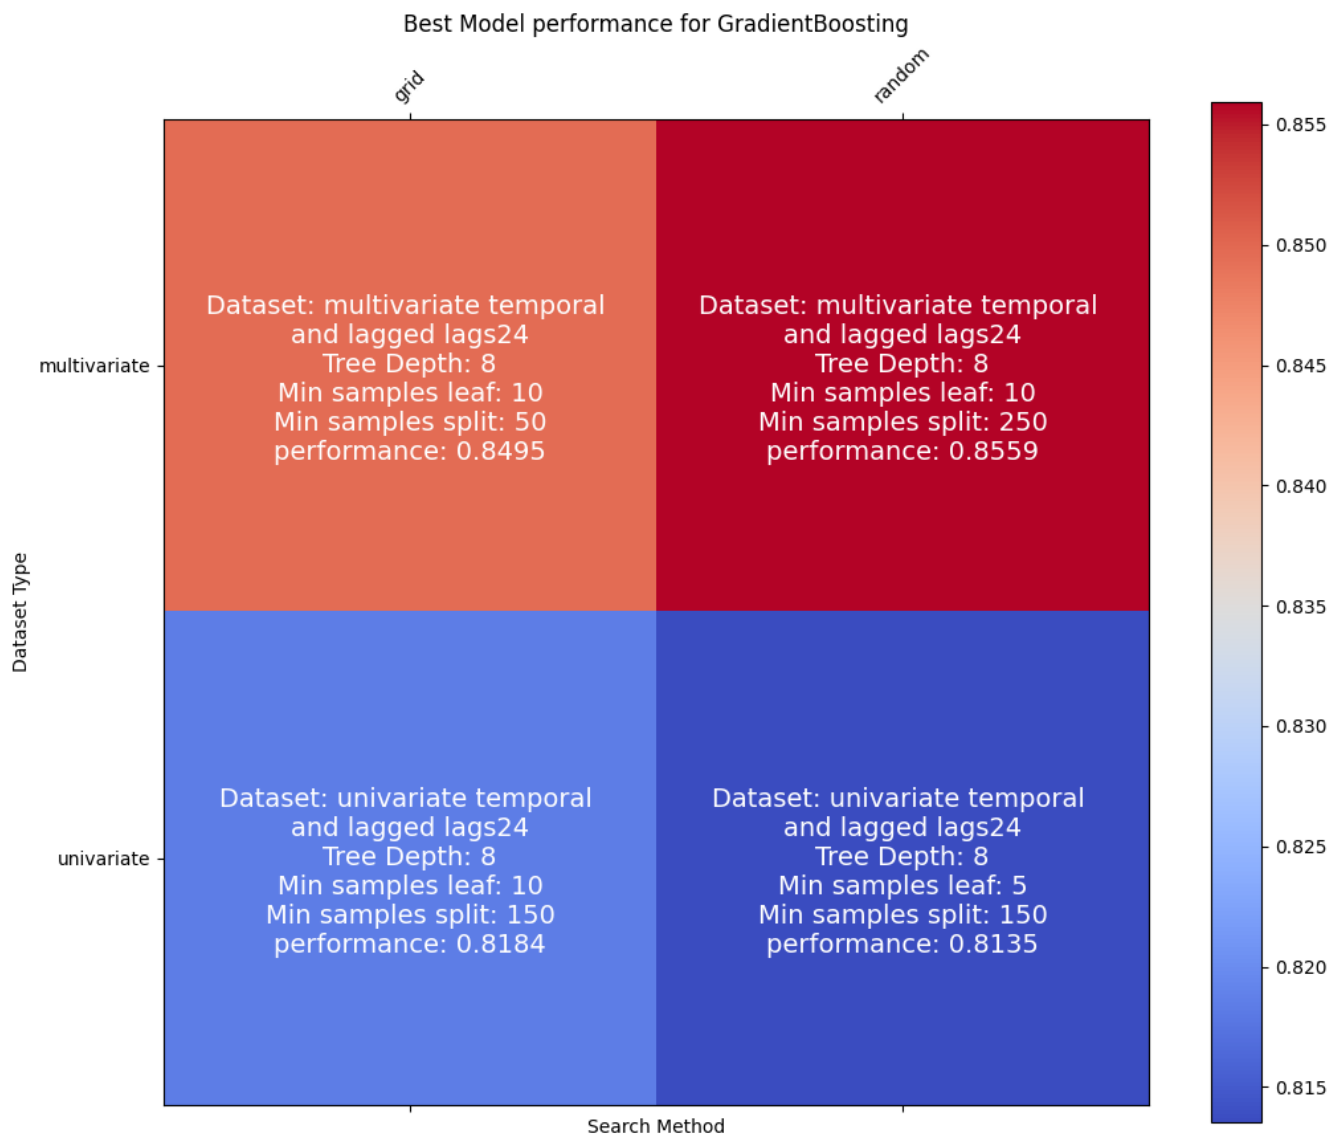 Best Model performance for GradientBoosting
grid
random
Dataset: multivariate temporal
and lagged lags24
Tree Depth: 8
Min samples leaf: 10
Min samples split: 50
performance: 0.8495
Dataset: multivariate temporal
and lagged lags24
Tree Depth: 8
Min samples leaf: 10
Min samples split: 250
performance: 0.8559
multivariate
Dataset Type
univariate
Dataset: univariate temporal
and lagged lags24
Tree Depth: 8
Min samples leaf: 10
Min samples split: 150
performance: 0.8184
Dataset: univariate temporal
and lagged lags24
Tree Depth: 8
Min samples leaf: 5
Min samples split: 150
performance: 0.8135
Search Method
0.855
0.850
0.845
0.840
0.835
0.830
0.825
0.820
0.815